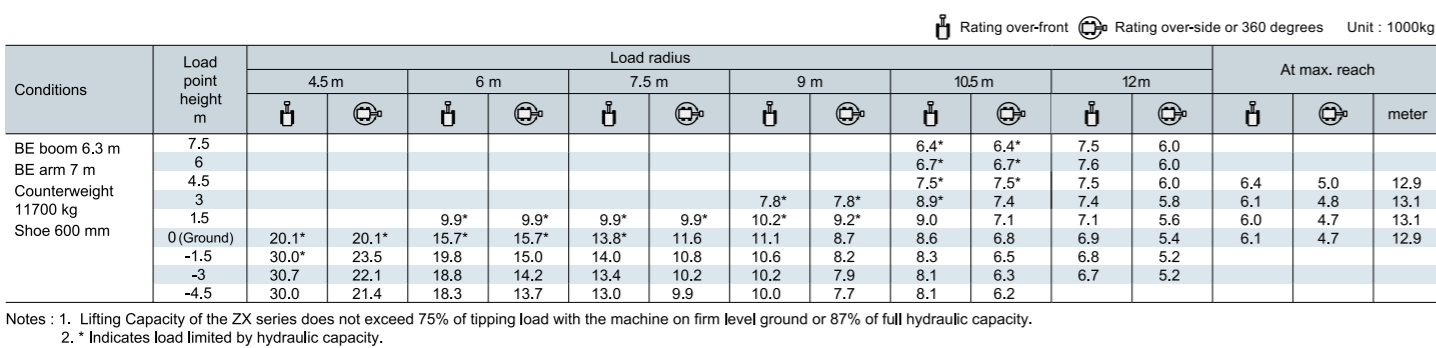 Rating over-front Rating over-side or 360 degrees Unit : 1000kg
Conditions Load point height m Load radius At max. reach
4.5 m 6 m 7.5 m 9 m 10.5 m 12m
meter
BE boom 6.3 m
BE arm 7 m
Counterweight
11700 kg
Shoe 600 mm
7.5 6.4* 6.4* 7.5 6.0
6 6.7* 6.7* 7.6 6.0
4.5 7.5* 7.5* 7.5 6.0 6.4 5.0 12.9
3 7.8* 7.8* 8.9* 7.4 7.4 5.8 6.1 4.8 13.1
1.5 9.9* 9.9* 9.9* 9.9* 10.2* 9.2* 9.0 7.1 7.1 5.6 6.0 4.7 13.1
0 (Ground) 20.1* 20.1* 15.7* 15.7* 13.8* 11.6 11.1 8.7 8.6 6.8 6.9 5.4 6.1 4.7 12.9
-1.5 30.0* 23.5 19.8 15.0 14.0 10.8 10.6 8.2 8.3 6.5 6.8 5.2
-3 30.7 22.1 18.8 14.2 13.4 10.2 10.2 7.9 8.1 6.3 6.7 5.2
-4.5 30.0 21.4 18.3 13.7 13.0 9.9 10.0 7.7 8.1 6.2
Notes : 1. Lifting Capacity of the ZX series does not exceed 75% of tipping load with the machine on firm level ground or 87% of full hydraulic capacity.
2. * Indicates load limited by hydraulic capacity.